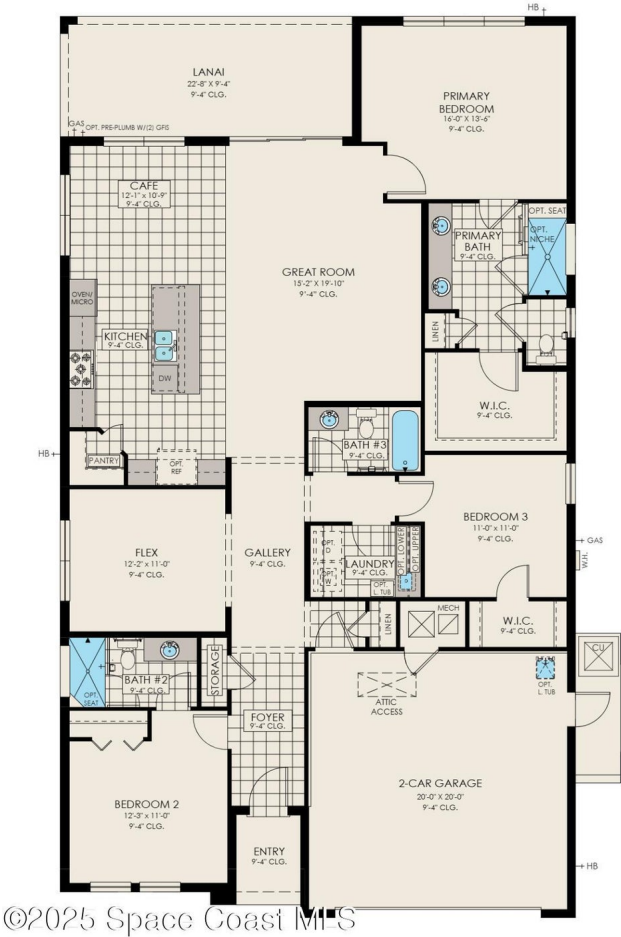 HB
LANAI
22'-8" X 9'-4"
9'-4" CLG.
PRIMARY
BEDROOM
16'-0" X 13'-6"
9'-4" CLG.
GAS
OPT. PRE-PLUMB W/(2) GFIS
CAFE
12'-1" X 10'-9"
9'-4" CLG.
OPT. SEAT
OPT.
NICHE
PRIMARY
BATH
9'-4" CLG.
GREAT ROOM
15'-2" X 19'-10"
9'-4" CLG.
OVEN/
MICRO
KITCHEN
9'-4" CLG.
DW
LINEN
W.I.C.
9'-4" CLG.
BATH #3
9'-4" CLG.
HB
PANTRY
OPT.
REF
BEDROOM 3
11'-0" X 11'-0"
9'-4" CLG.
GAS
W.H.
FLEX
12'-2" X 11'-0"
9'-4" CLG.
GALLERY
9'-4" CLG.
OPT.
D
OPT.
W
LAUNDRY
9'-4" CLG.
OPT.
L. TUB
OPT. LOWER
OPT. UPPER
LINEN
MECH
W.I.C.
9'-4" CLG.
CU
BATH #2
9'-4" CLG.
OPT.
SEAT
STORAGE
ATTIC
ACCESS
OPT.
L. TUB
FOYER
9'-4" CLG.
2-CAR GARAGE
20'-0" X 20'-0"
9'-4" CLG.
BEDROOM 2
12'-3" X 11'-0"
9'-4" CLG.
ENTRY
9'-4" CLG.
HB
©2025 Space Coast MLS